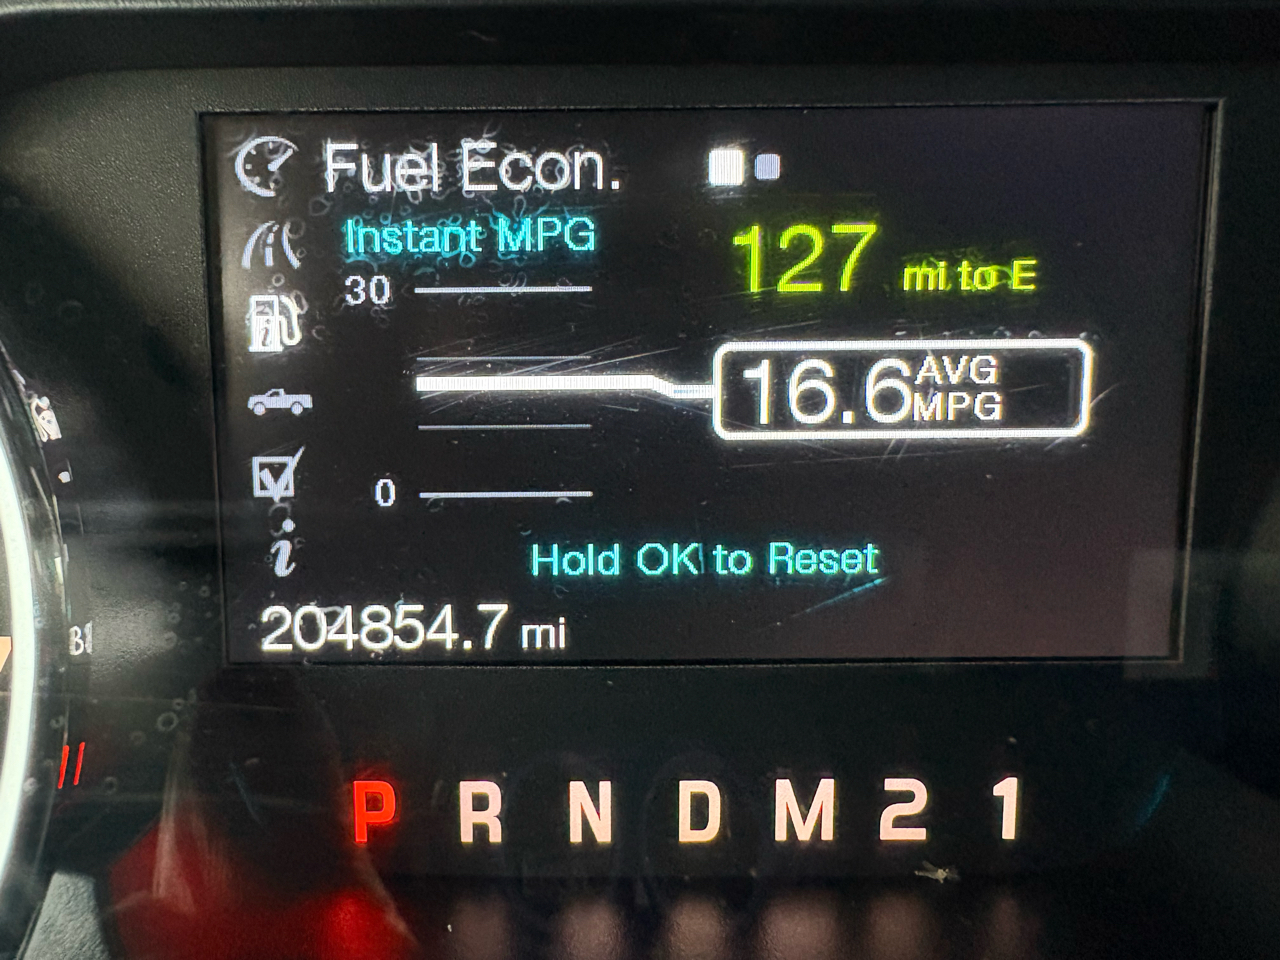 Fuel Econ.
Instant MPG
127 mi to E
30
16.6 AVG MPG
0
Hold OK to Reset
204854.7 mi
P R N D M 2 1